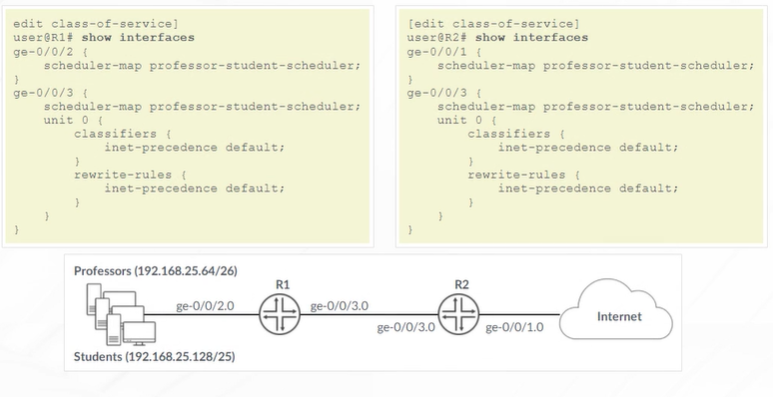 edit class-of-service]
user@R1# show interfaces
ge-0/0/2 {
    scheduler-map professor-student-scheduler;
}
ge-0/0/3 {
    scheduler-map professor-student-scheduler;
    unit 0 {
        classifiers {
            inet-precedence default;
        }
        rewrite-rules {
            inet-precedence default;
        }
    }
}
[edit class-of-service]
user@R2# show interfaces
ge-0/0/1 {
    scheduler-map professor-student-scheduler;
}
ge-0/0/3 {
    scheduler-map professor-student-scheduler;
    unit 0 {
        classifiers {
            inet-precedence default;
        }
        rewrite-rules {
            inet-precedence default;
        }
    }
}
Professors (192.168.25.64/26)
R1
R2
ge-0/0/2.0
ge-0/0/3.0
ge-0/0/3.0
ge-0/0/1.0
Internet
Students (192.168.25.128/25)